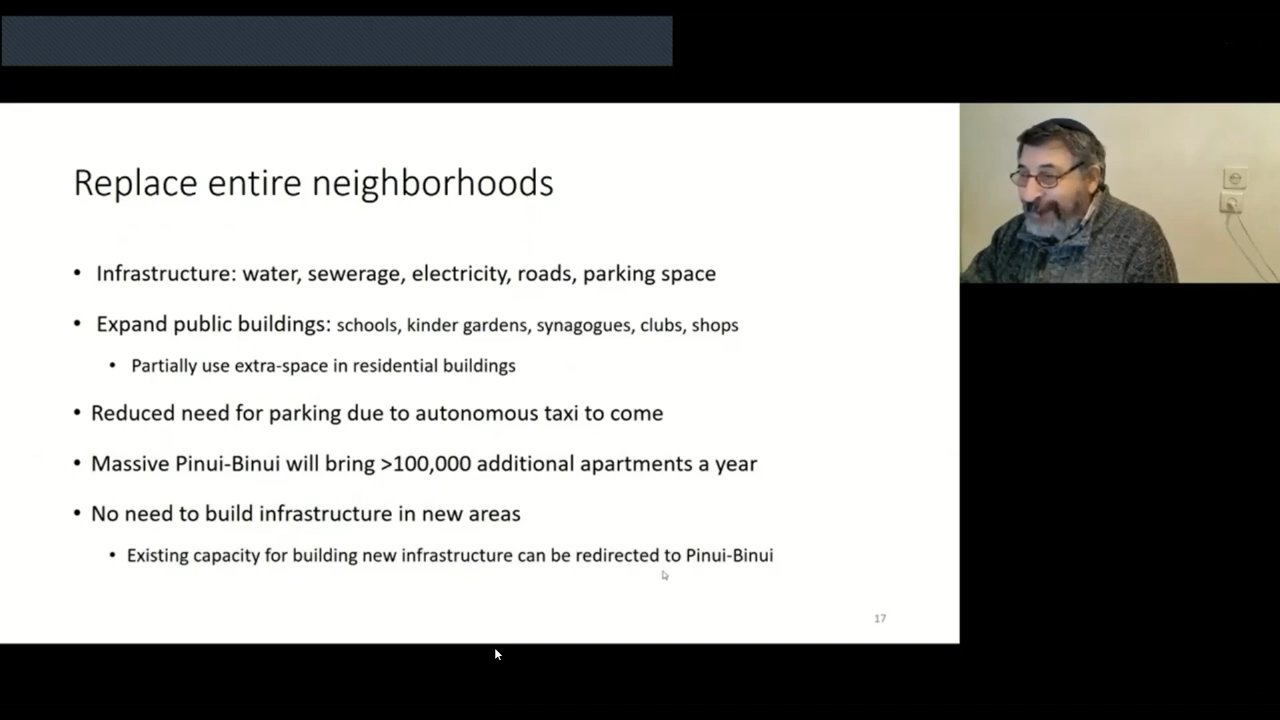 Replace entire neighborhoods
• Infrastructure: water, sewerage, electricity, roads, parking space
• Expand public buildings: schools, kinder gardens, synagogues, clubs, shops
• Partially use extra-space in residential buildings
• Reduced need for parking due to autonomous taxi to come
• Massive Pinui-Binui will bring >100,000 additional apartments a year
• No need to build infrastructure in new areas
• Existing capacity for building new infrastructure can be redirected to Pinui-Binui
17